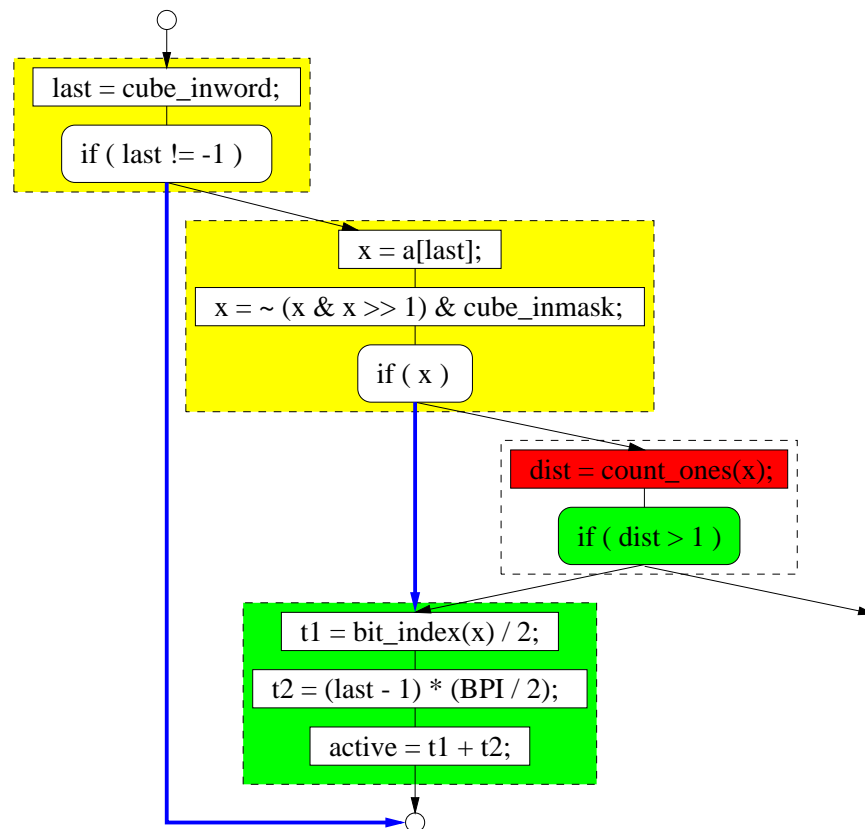 last = cube_inword;
if ( last != -1 )
x = a[last];
x = ~ (x & x >> 1) & cube_inmask;
if ( x )
dist = count_ones(x);
if ( dist > 1 )
t1 = bit_index(x) / 2;
t2 = (last - 1) * (BPI / 2);
active = t1 + t2;